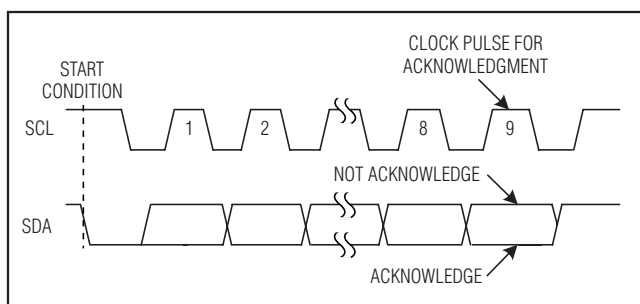 CLOCK PULSE FOR
ACKNOWLEDGMENT
START
CONDITION
SCL
1 2 8 9
NOT ACKNOWLEDGE
SDA
ACKNOWLEDGE